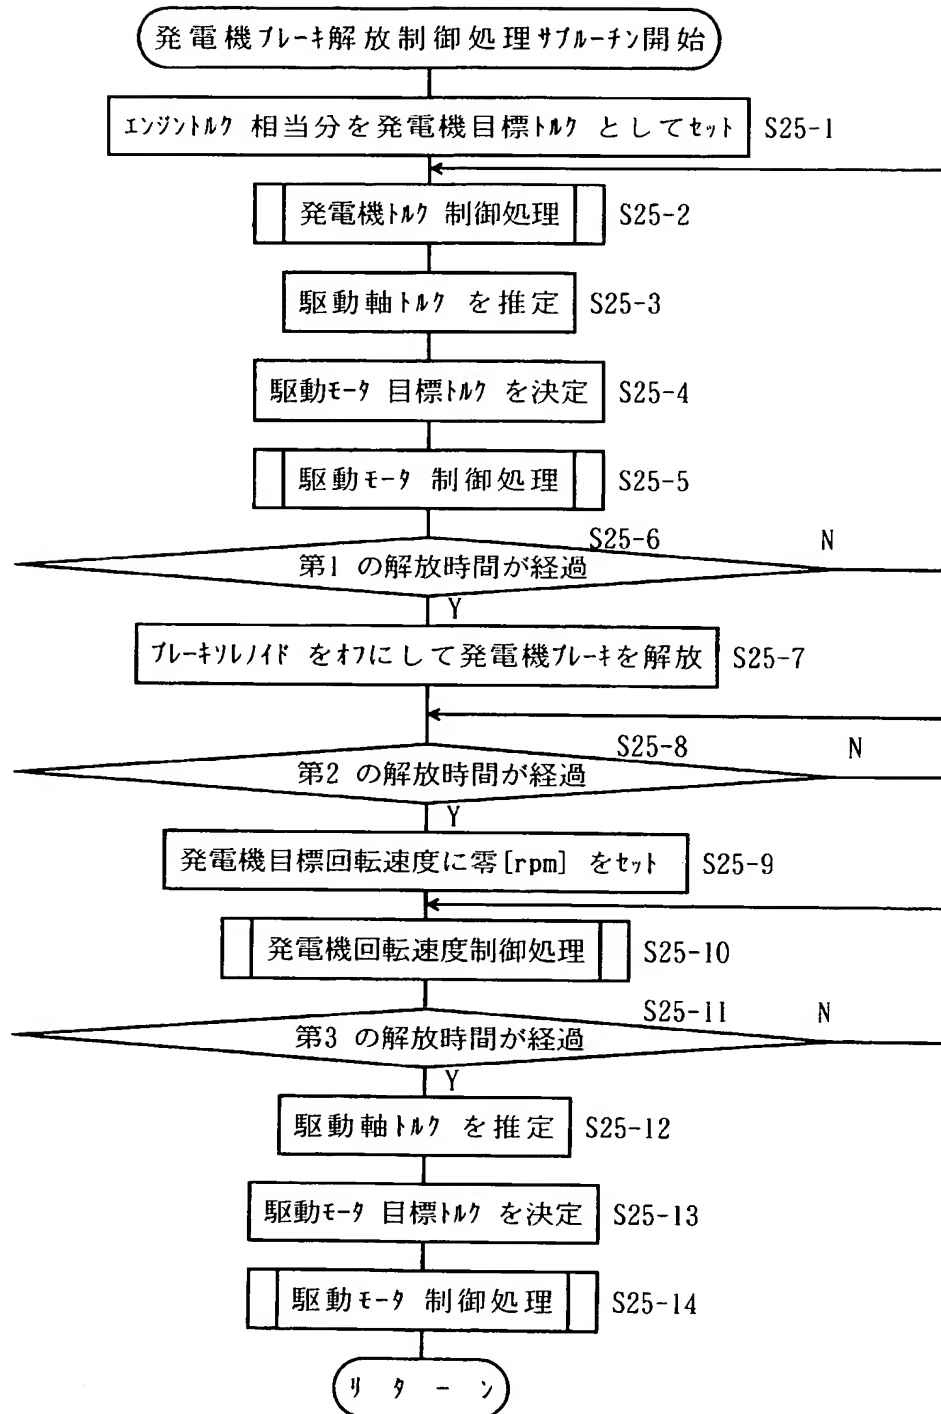 発電機ブレーキ解放制御処理サブルーチン開始
エンジントルク 相当分を発電機目標トルク としてセット S25-1
発電機トルク 制御処理 S25-2
駆動軸トルク を推定 S25-3
駆動モータ 目標トルク を決定 S25-4
駆動モータ 制御処理 S25-5
S25-6 N
第1 の解放時間が経過
Y
ブレーキソレノイド をオフにして発電機ブレーキを解放 S25-7
S25-8 N
第2 の解放時間が経過
Y
発電機目標回転速度に零[rpm] をセット S25-9
発電機回転速度制御処理 S25-10
S25-11 N
第3 の解放時間が経過
Y
駆動軸トルク を推定 S25-12
駆動モータ 目標トルク を決定 S25-13
駆動モータ 制御処理 S25-14
リターン